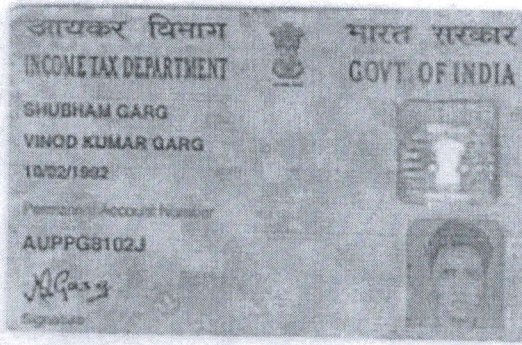 आयकर विभाग
भारत सरकार
INCOME TAX DEPARTMENT
GOVT. OF INDIA
SHUBHAM GARG
VINOD KUMAR GARG
10/02/1992
Permanent Account Number
AUPPG8102J
Signature